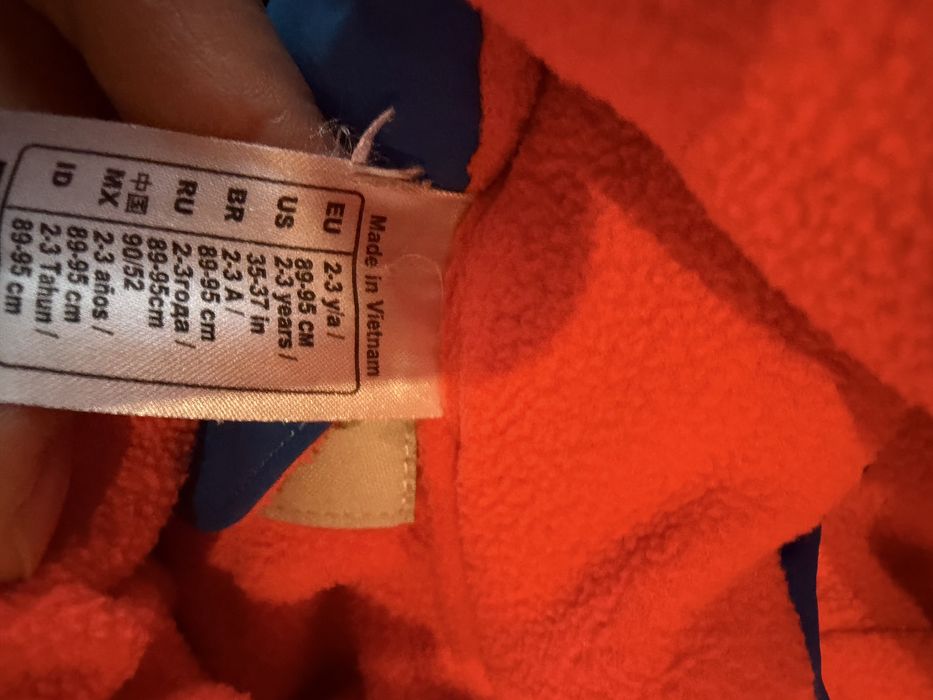 Made in Vietnam
EU 2-3 y/a /
89-95 CM
US 2-3 years /
35-37 in
BR 2-3 A /
89-95 cm
RU 2-3года /
89-95cm
中国 90/52
MX 2-3 años /
89-95 cm
ID 2-3 Tahun /
89-95 cm